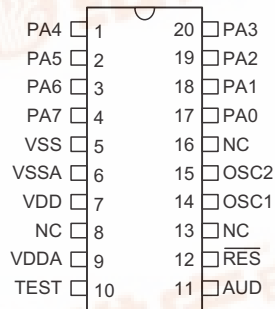 PA4 1 20 PA3
PA5 2 19 PA2
PA6 3 18 PA1
PA7 4 17 PA0
VSS 5 16 NC
VSSA 6 15 OSC2
VDD 7 14 OSC1
NC 8 13 NC
VDDA 9 12 RES
TEST 10 11 AUD